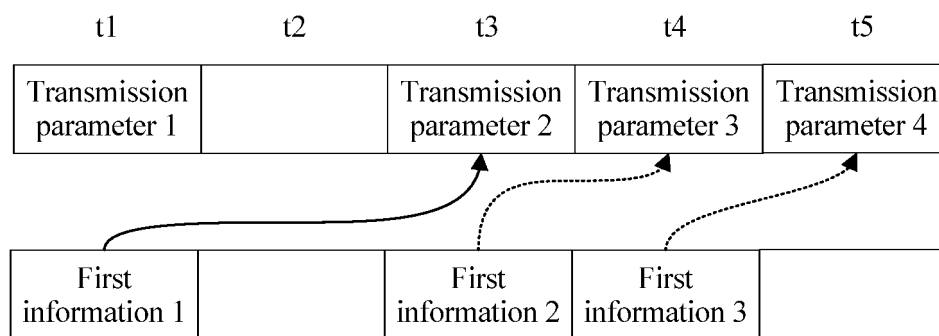 t1 t2 t3 t4 t5
Transmission parameter 1
Transmission parameter 2
Transmission parameter 3
Transmission parameter 4
First information 1
First information 2
First information 3